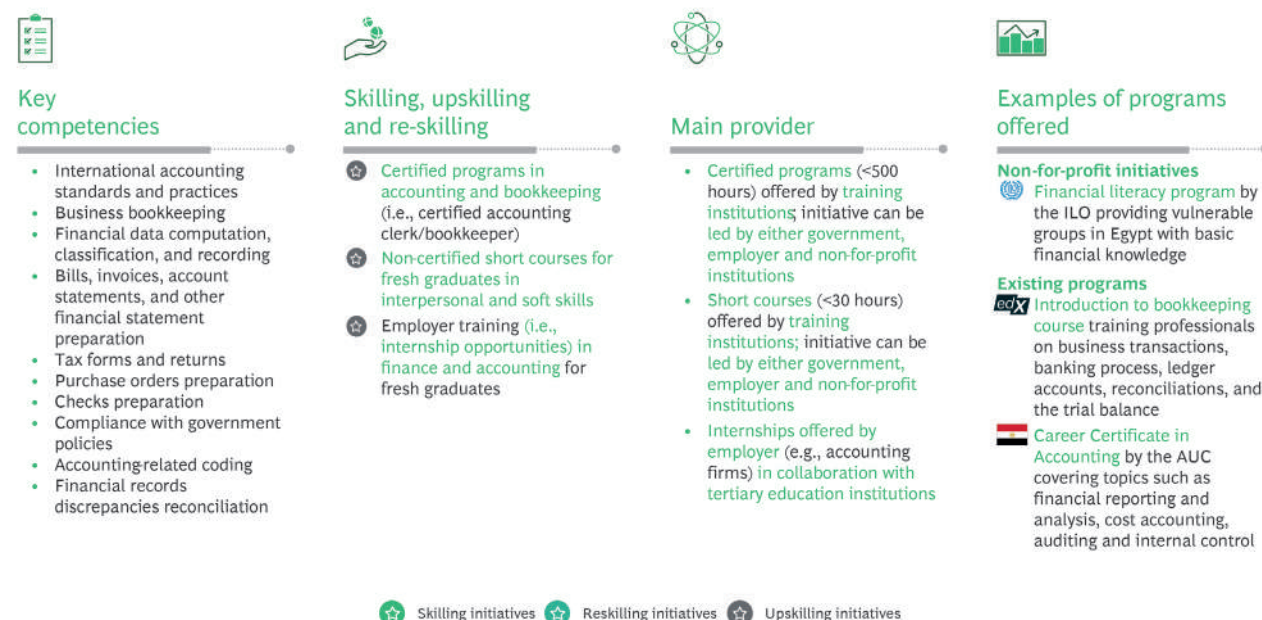 Key
competencies
• International accounting
standards and practices
• Business bookkeeping
• Financial data computation,
classification, and recording
• Bills, invoices, account
statements, and other
financial statement
preparation
• Tax forms and returns
• Purchase orders preparation
• Checks preparation
• Compliance with government
policies
• Accounting-related coding
• Financial records
discrepancies reconciliation
Skilling, upskilling
and re-skilling
Certified programs in
accounting and bookkeeping
(i.e., certified accounting
clerk/bookkeeper)
Non-certified short courses for
fresh graduates in
interpersonal and soft skills
Employer training (i.e.,
internship opportunities) in
finance and accounting for
fresh graduates
Main provider
• Certified programs (<500
hours) offered by training
institutions; initiative can be
led by either government,
employer and non-for-profit
institutions
• Short courses (<30 hours)
offered by training
institutions; initiative can be
led by either government,
employer and non-for-profit
institutions
• Internships offered by
employer (e.g., accounting
firms) in collaboration with
tertiary education institutions
Examples of programs
offered
Non-for-profit initiatives
Financial literacy program by
the ILO providing vulnerable
groups in Egypt with basic
financial knowledge
Existing programs
edX Introduction to bookkeeping
course training professionals
on business transactions,
banking process, ledger
accounts, reconciliations, and
the trial balance
Career Certificate in
Accounting by the AUC
covering topics such as
financial reporting and
analysis, cost accounting,
auditing and internal control
Skilling initiatives Reskilling initiatives Upskilling initiatives